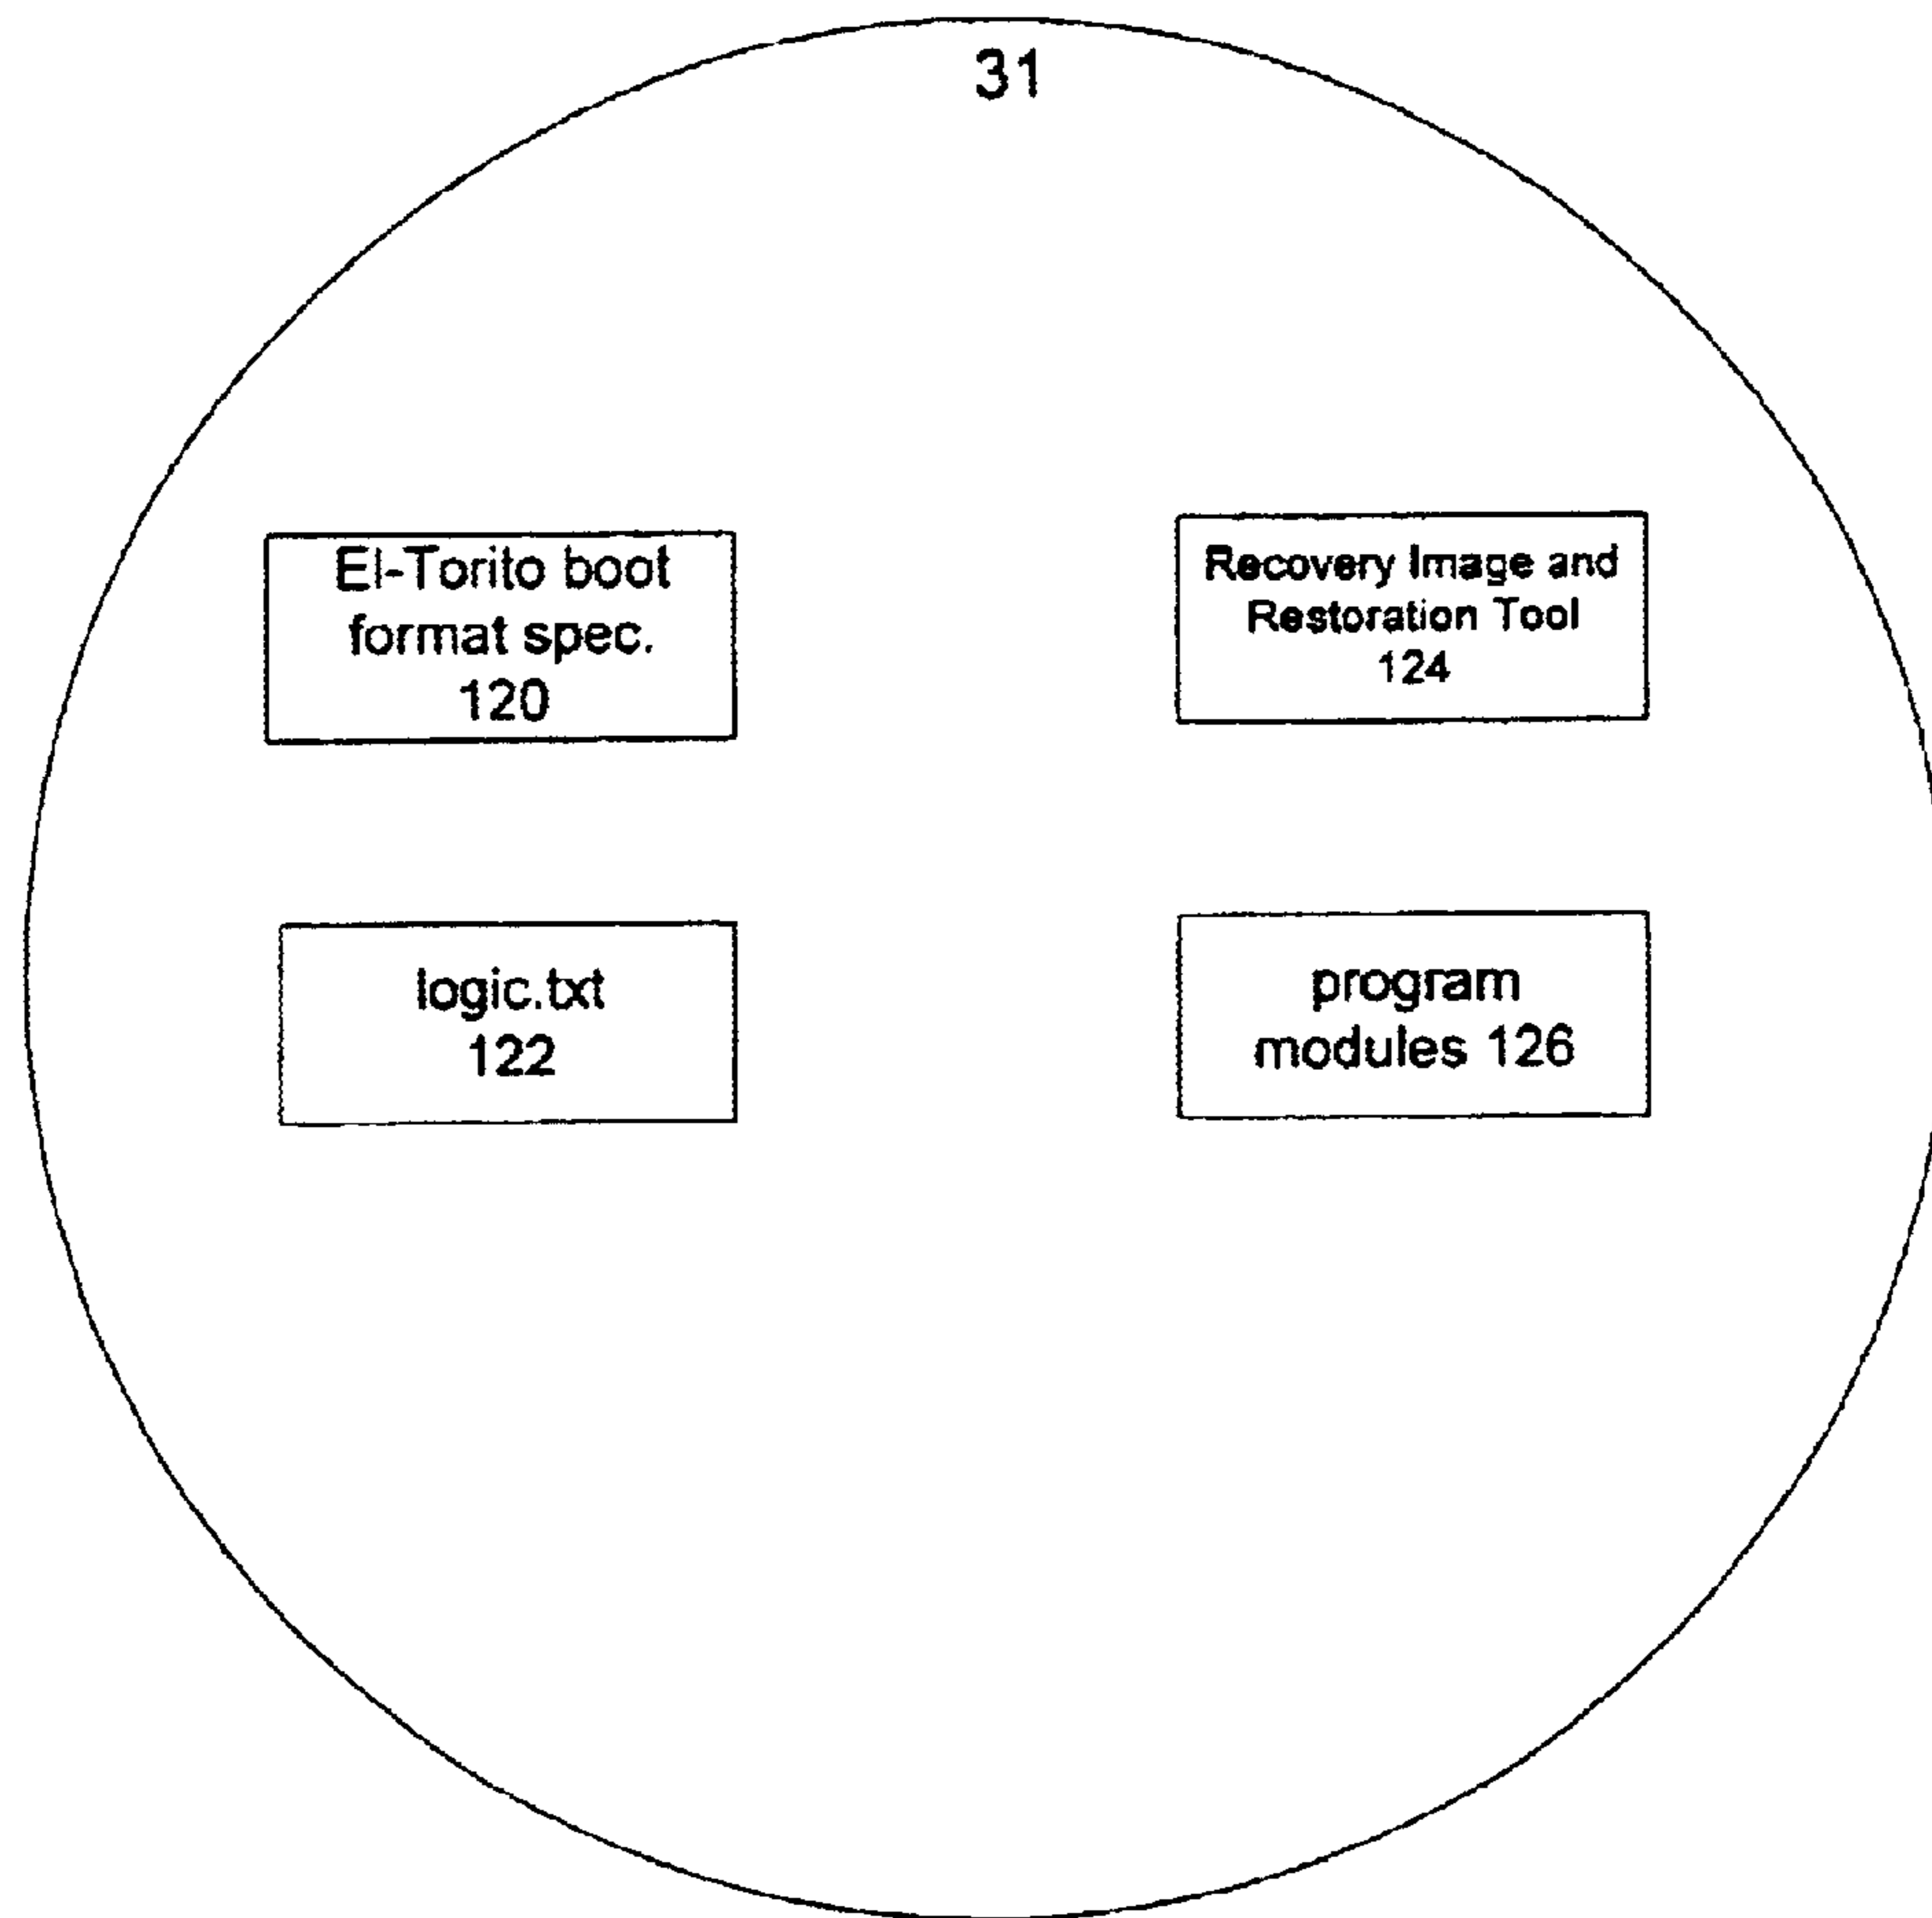 31
El-Torito boot
format spec.
120
Recovery Image and
Restoration Tool
124
logic.txt
122
program
modules 126